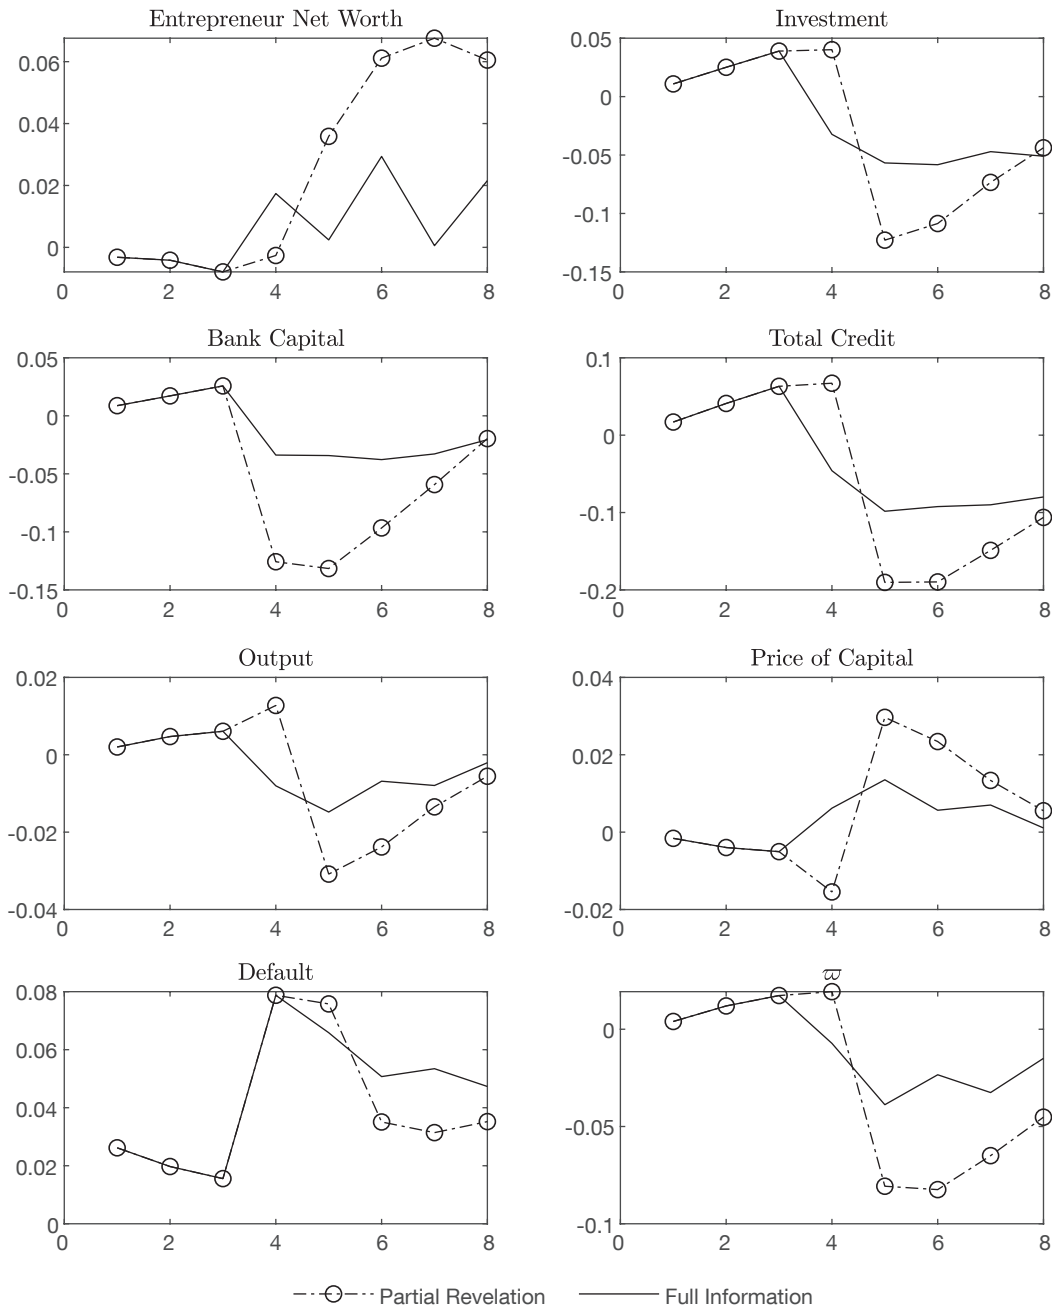 Entrepreneur Net Worth
0.06
0.04
0.02
0
0 2 4 6 8
Investment
0.05
0
-0.05
-0.1
-0.15
0 2 4 6 8
Bank Capital
0.05
0
-0.05
-0.1
-0.15
0 2 4 6 8
Total Credit
0.1
0
-0.1
-0.2
0 2 4 6 8
Output
0.02
0
-0.02
-0.04
0 2 4 6 8
Price of Capital
0.04
0.02
0
-0.02
0 2 4 6 8
Default
0.08
0.06
0.04
0.02
0
0 2 4 6 8
0
-0.05
-0.1
0 2 4 6 8
Partial Revelation
Full Information